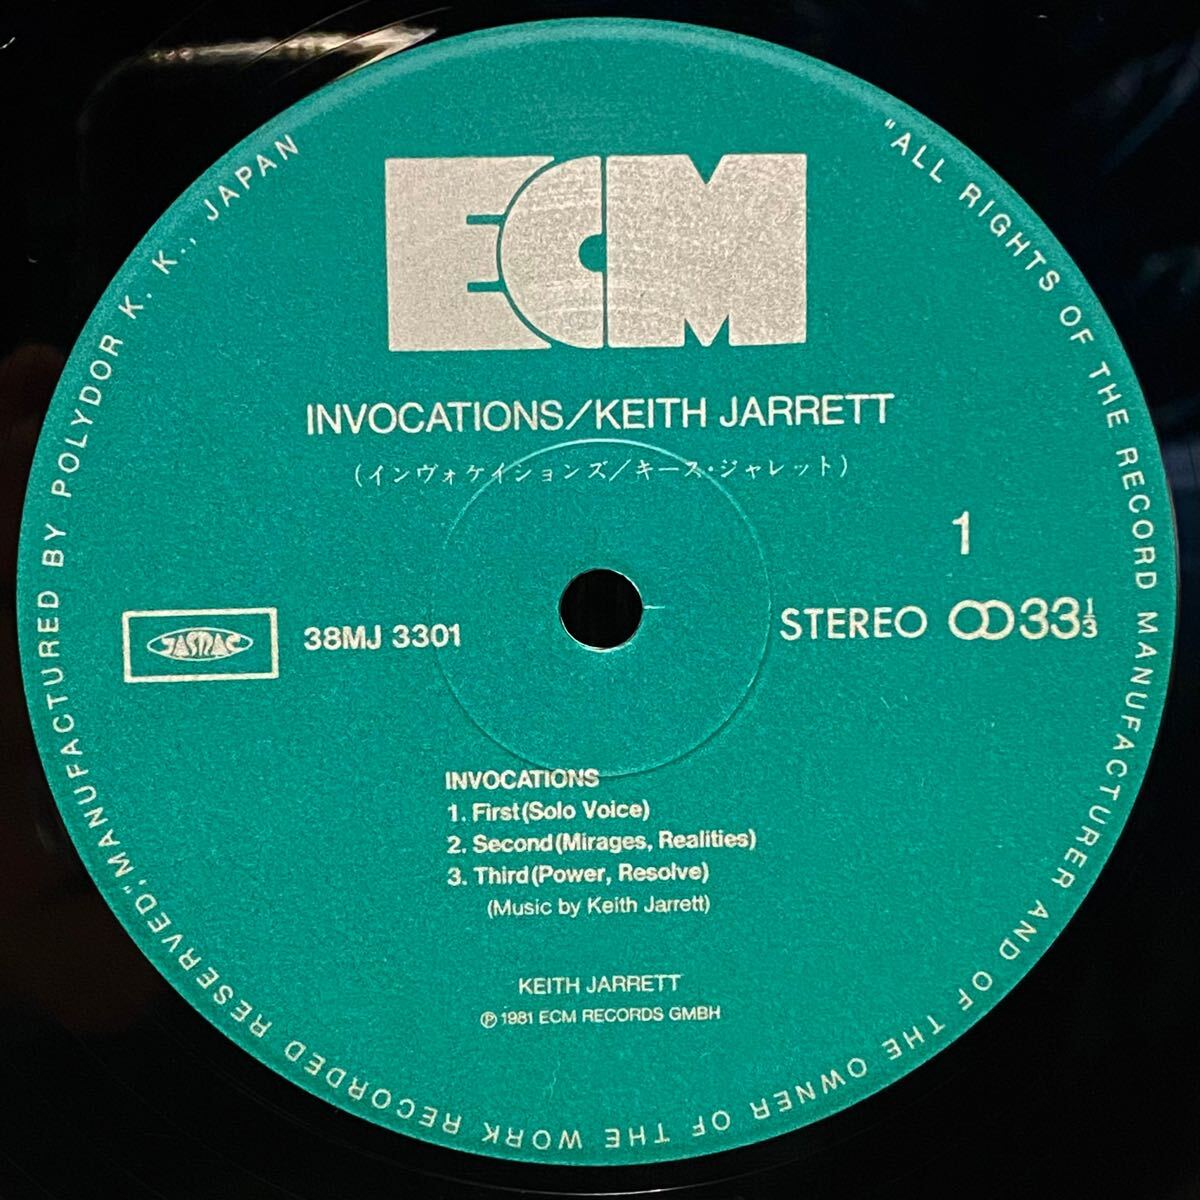 ECM
INVOCATIONS/KEITH JARRETT
(インヴォケイションズ/キース・ジャレット)
1
JASRAC
38MJ 3301
STEREO 33 1/3
INVOCATIONS
1. First(Solo Voice)
2. Second(Mirages, Realities)
3. Third(Power, Resolve)
(Music by Keith Jarrett)
KEITH JARRETT
℗ 1981 ECM RECORDS GMBH
"ALL RIGHTS OF THE RECORD MANUFACTURER AND OF THE OWNER OF THE WORK RECORDED RESERVED," MANUFACTURED BY POLYDOR K. K., JAPAN